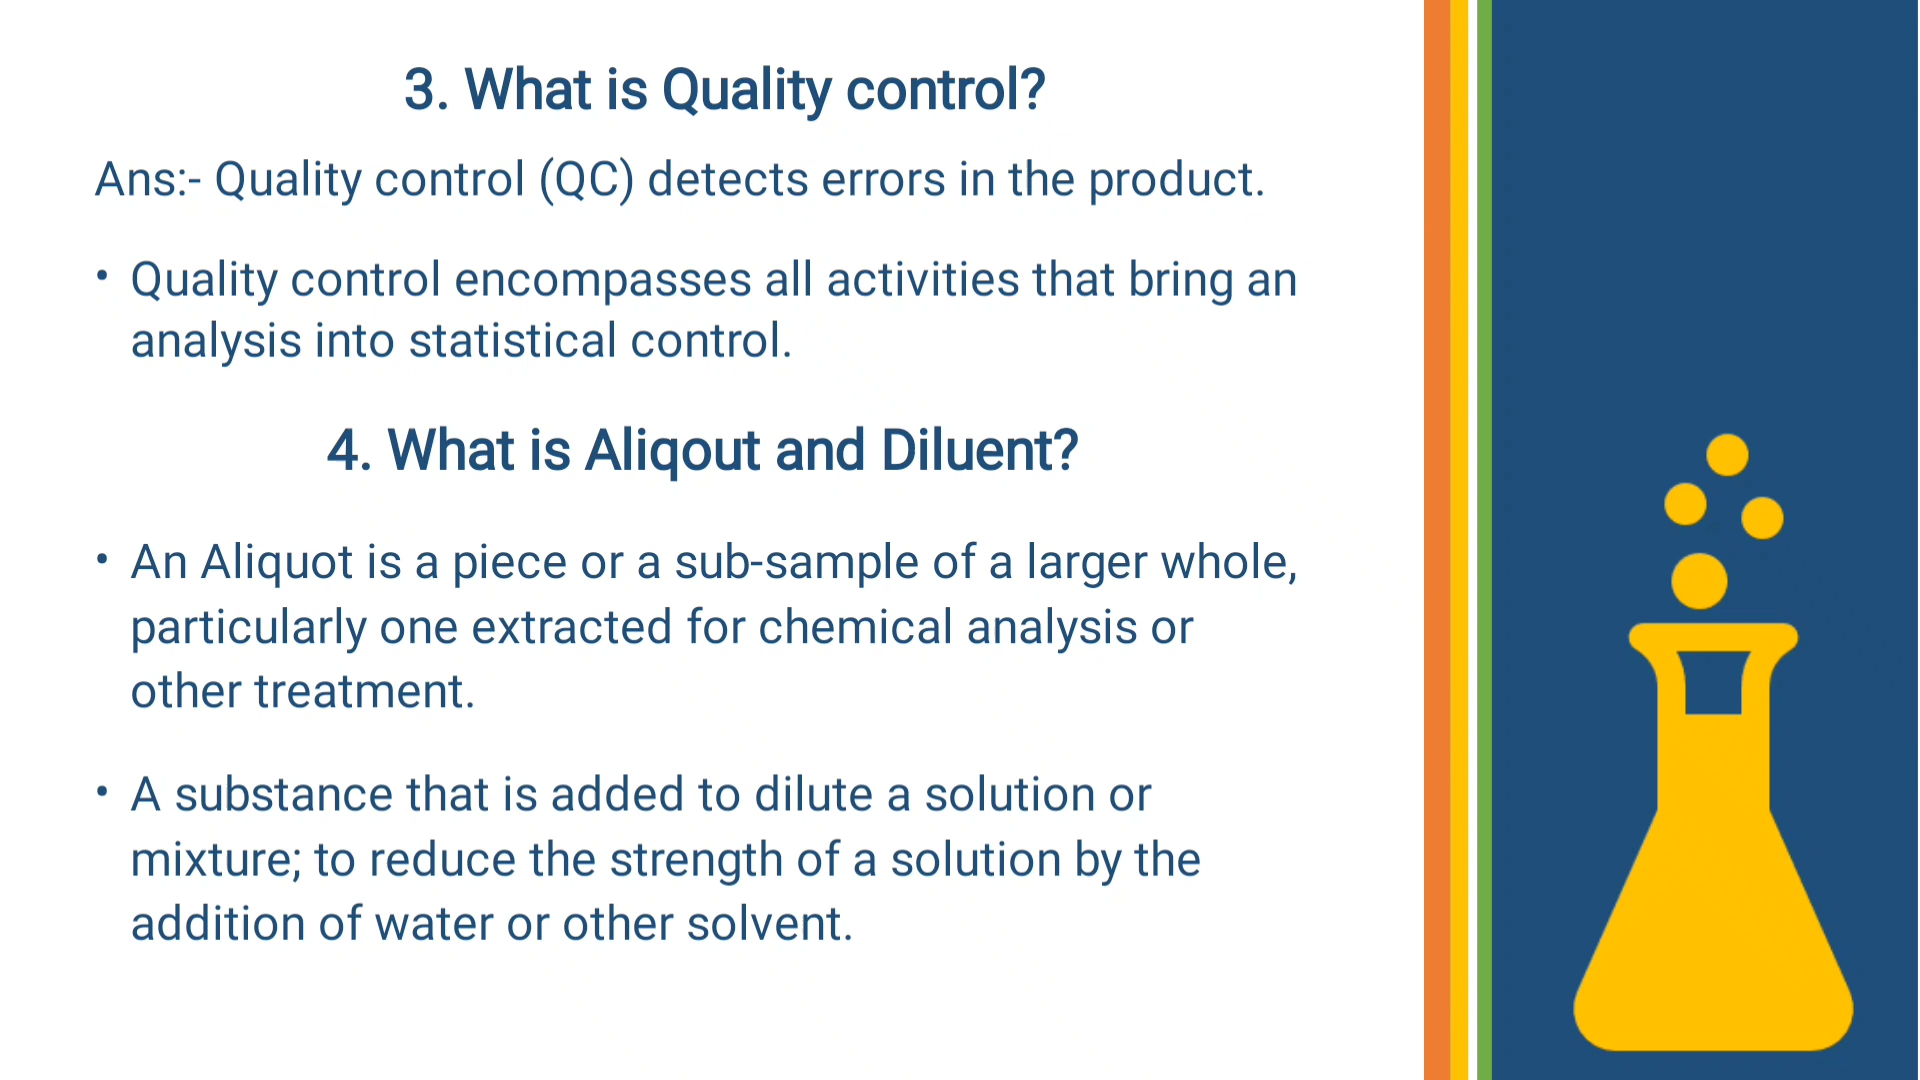 3. What is Quality control?
Ans:- Quality control (QC) detects errors in the product.
• Quality control encompasses all activities that bring an
analysis into statistical control.
4. What is Aliqout and Diluent?
• An Aliquot is a piece or a sub-sample of a larger whole,
particularly one extracted for chemical analysis or
other treatment.
• A substance that is added to dilute a solution or
mixture; to reduce the strength of a solution by the
addition of water or other solvent.